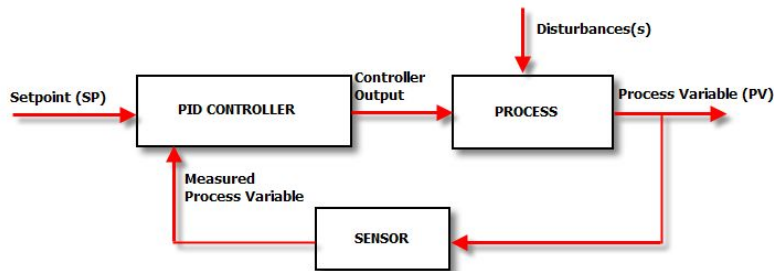 Disturbances(s)
Setpoint (SP)
PID CONTROLLER
Controller
Output
PROCESS
Process Variable (PV)
Measured
Process Variable
SENSOR